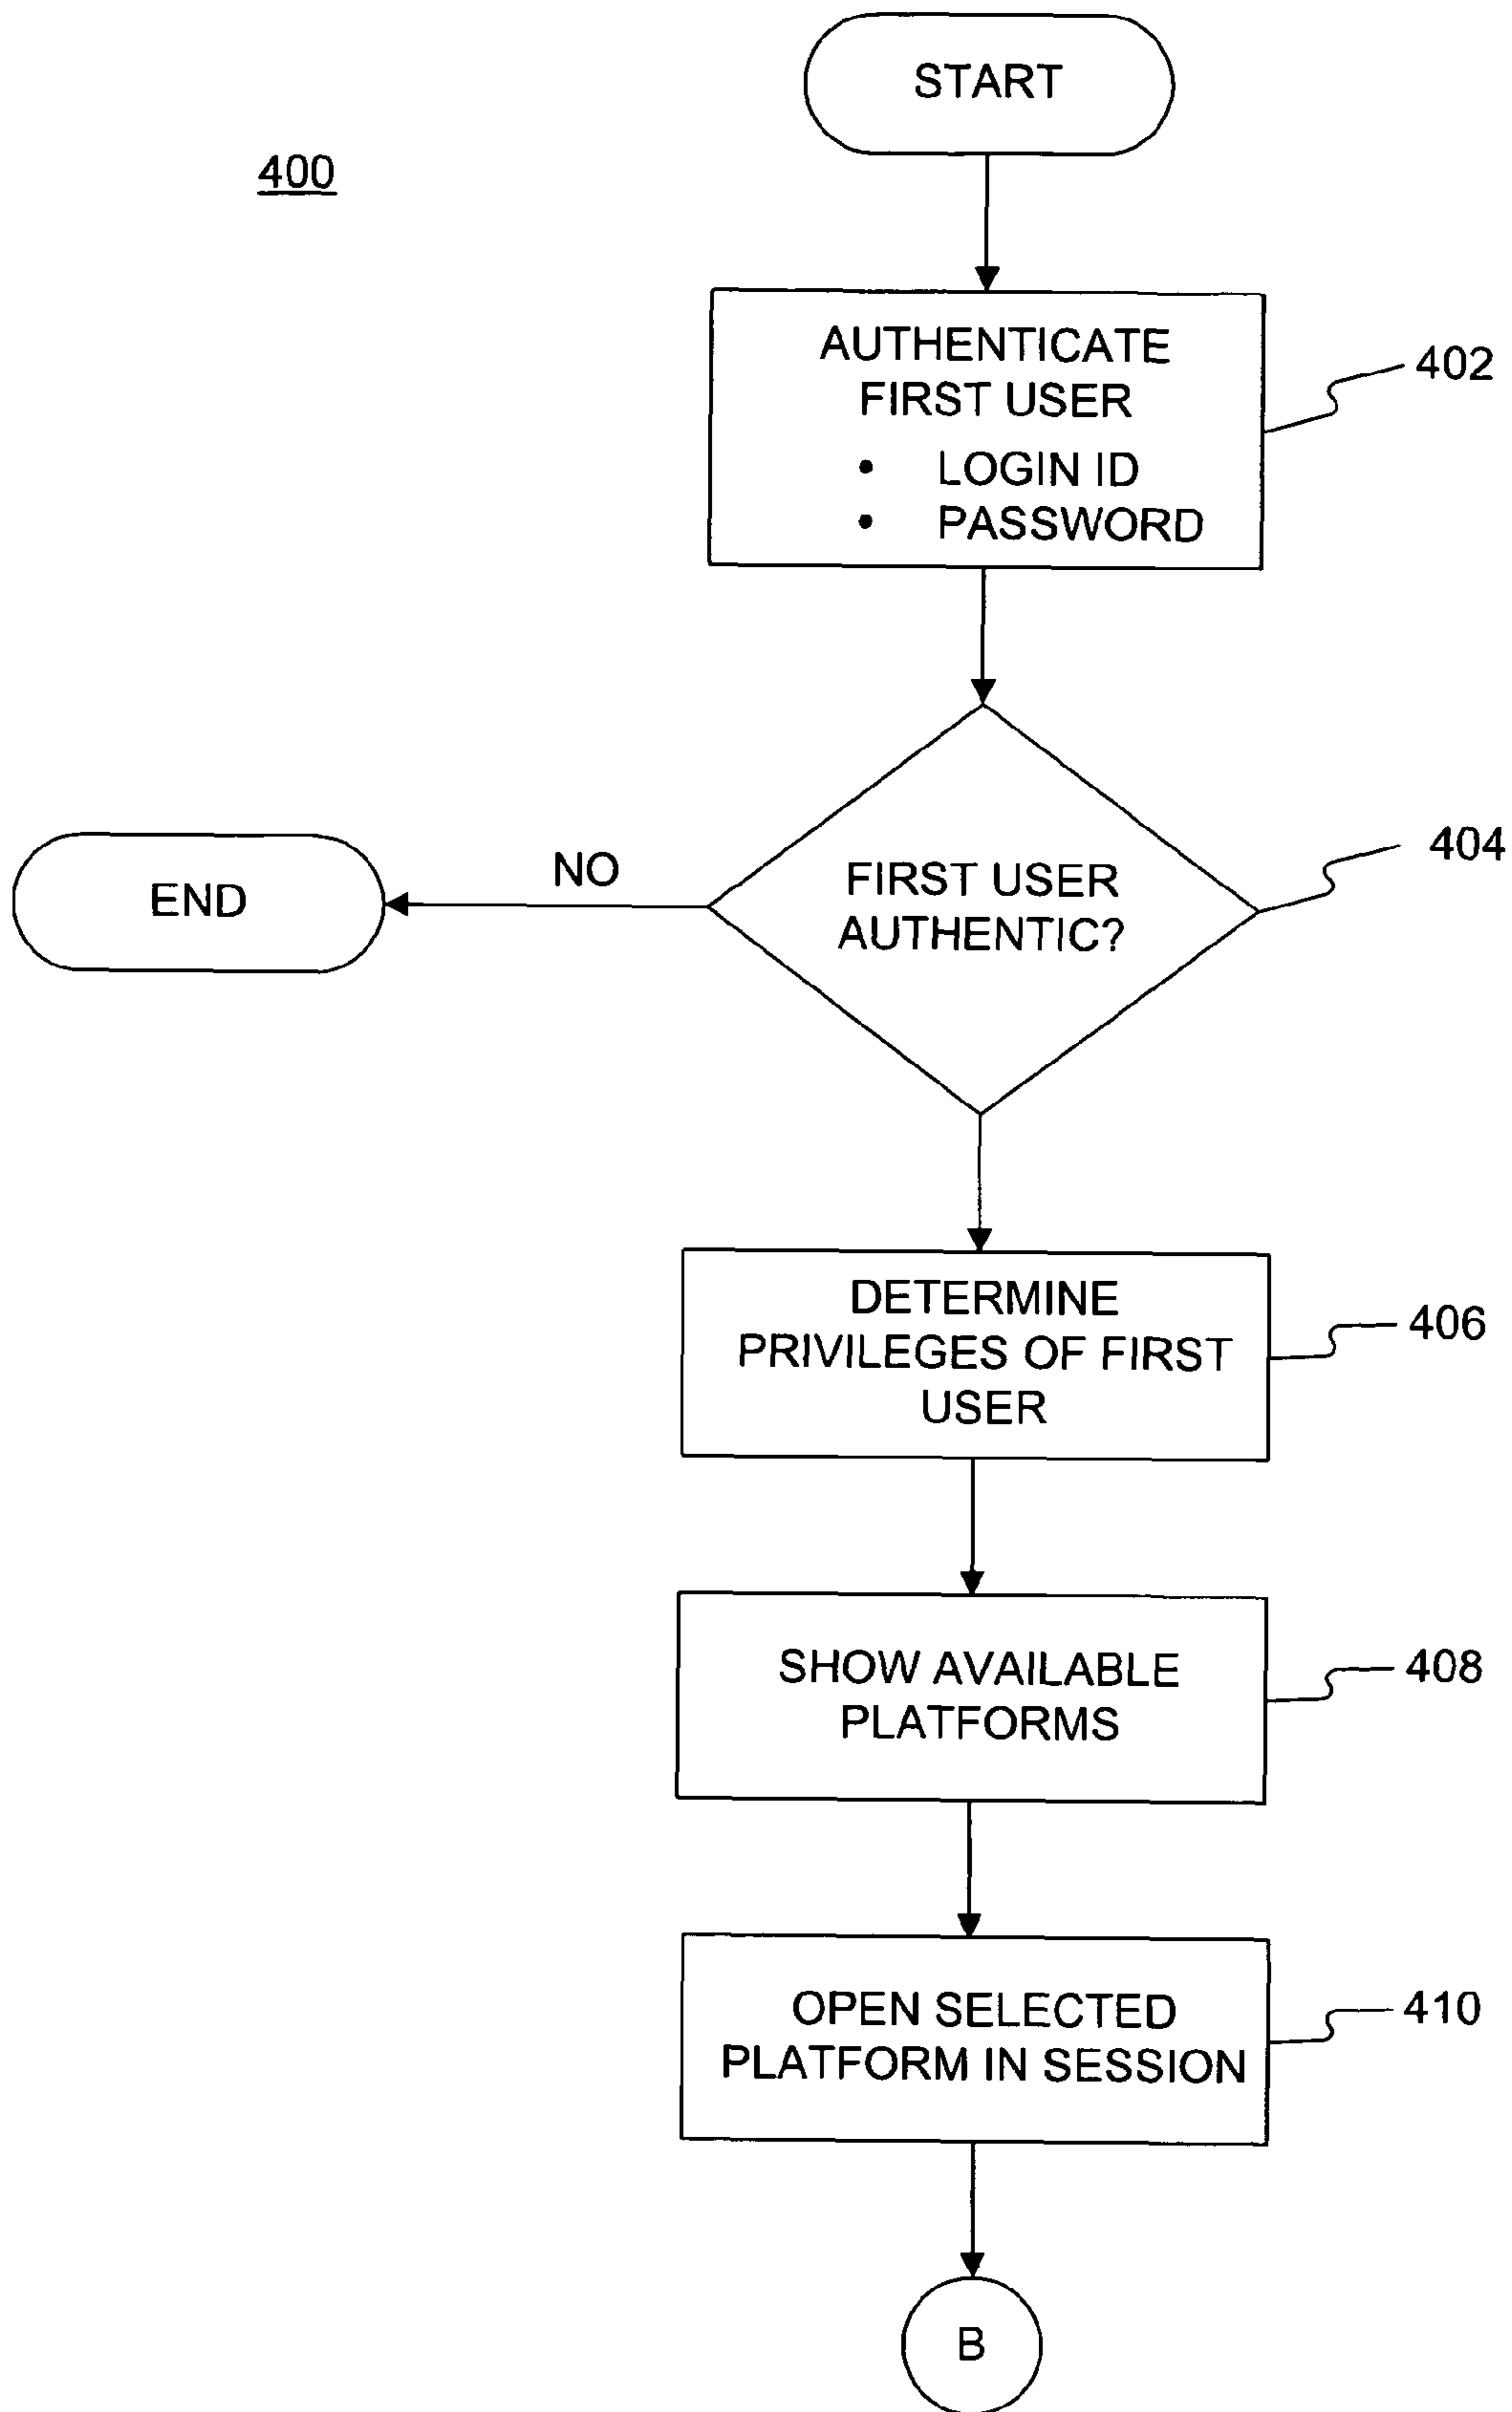 START
400
AUTHENTICATE
FIRST USER
• LOGIN ID
• PASSWORD
402
FIRST USER
AUTHENTIC?
404
NO
END
DETERMINE
PRIVILEGES OF FIRST
USER
406
SHOW AVAILABLE
PLATFORMS
408
OPEN SELECTED
PLATFORM IN SESSION
410
B